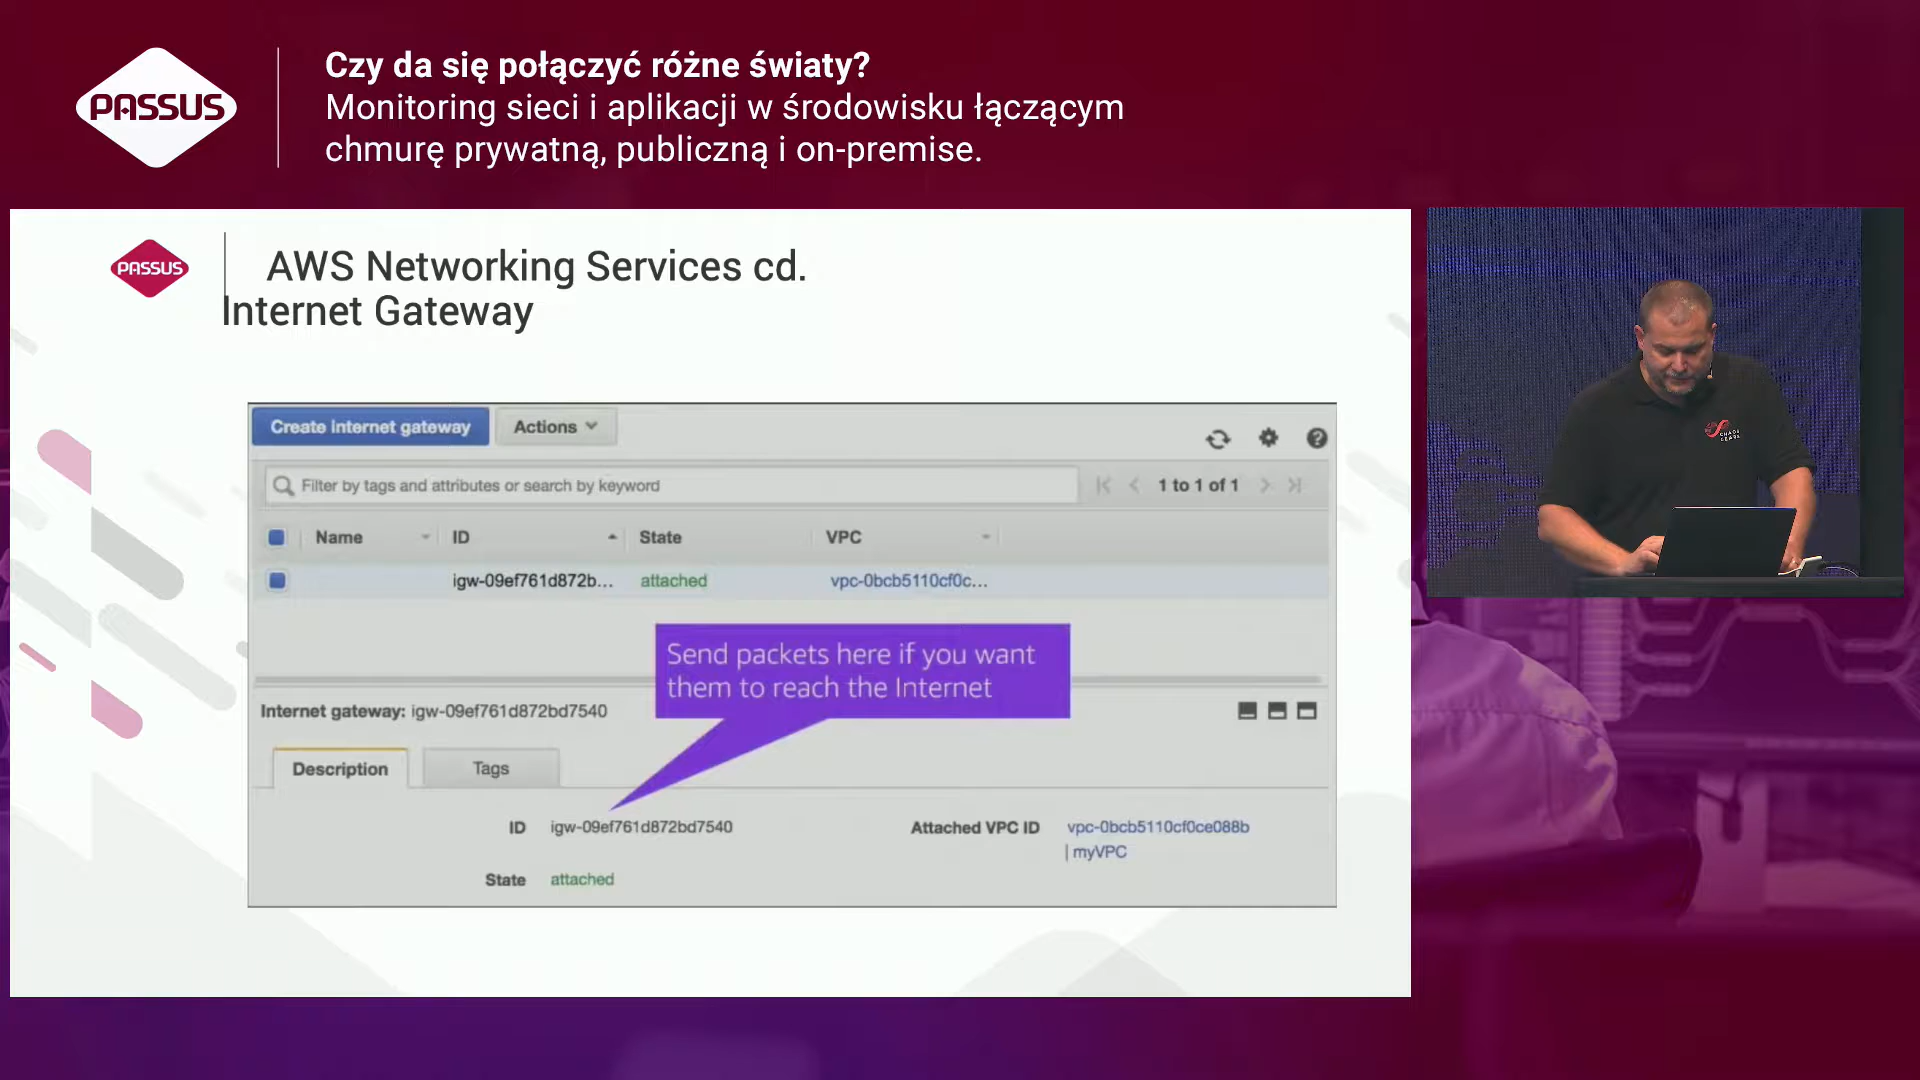 PASSUS
Czy da się połączyć różne światy?
Monitoring sieci i aplikacji w środowisku łączącym
chmurę prywatną, publiczną i on-premise.
PASSUS
AWS Networking Services cd.
Internet Gateway
Create internet gateway
Actions
Filter by tags and attributes or search by keyword
1 to 1 of 1
Name ID State VPC
igw-09ef761d872b... attached vpc-0bcb5110cf0c...
Send packets here if you want
them to reach the Internet
Internet gateway: igw-09ef761d872bd7540
Description Tags
ID igw-09ef761d872bd7540 Attached VPC ID vpc-0bcb5110cf0ce088b
| myVPC
State attached